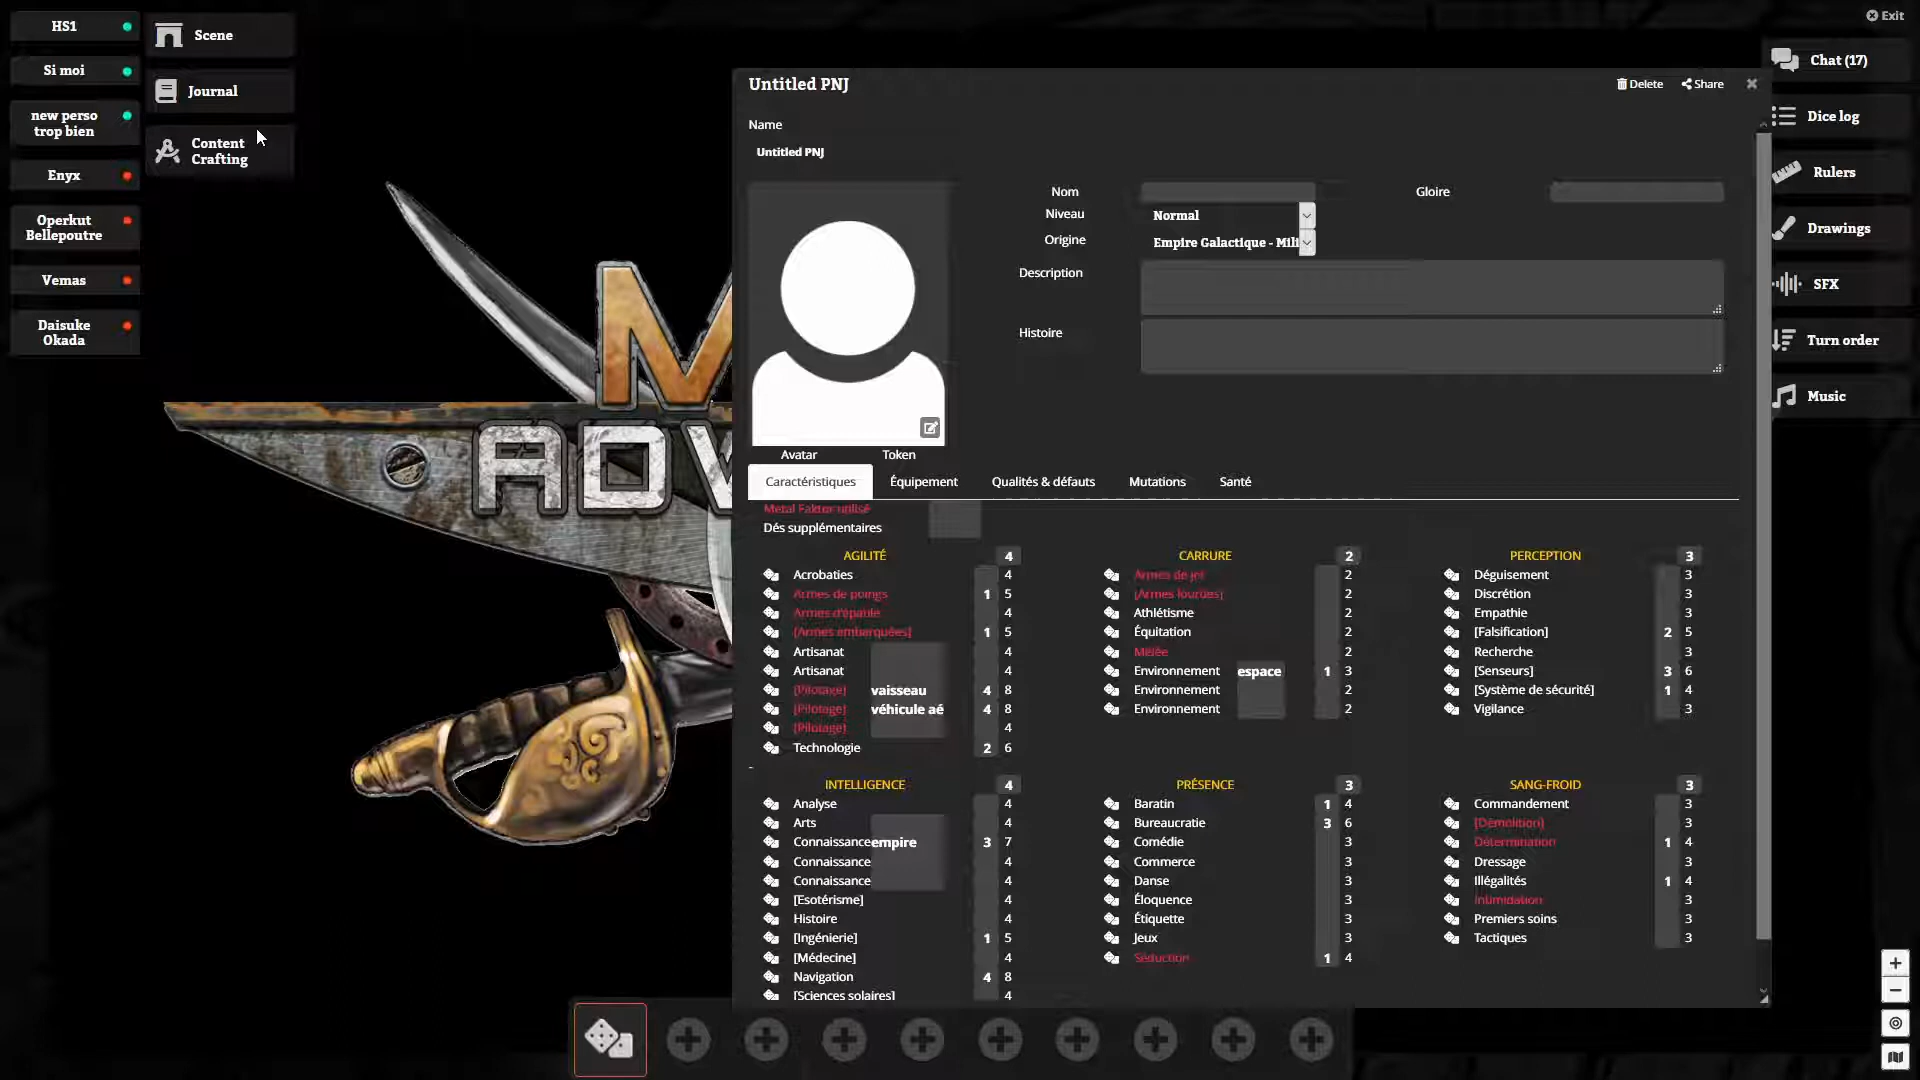 HS1
Si moi
new perso
trop bien
Enyx
Operkut
Bellepoutre
Vemas
Daisuke
Okada
Scene
Journal
Content
Crafting
M
ADV
Exit
Chat (17)
Dice log
Rulers
Drawings
SFX
Turn order
Music
Untitled PNJ
Delete
Share
Name
Untitled PNJ
Nom
Gloire
Niveau
Normal
Origine
Empire Galactique - Mili
Description
Histoire
Avatar
Token
Caractéristiques
Équipement
Qualités & défauts
Mutations
Santé
Metal Faktor utilisé
Dés supplémentaires
AGILITÉ 4
Acrobaties 4
Armes de poings 1 5
Armes d'épaule 4
[Armes embarquées] 1 5
Artisanat 4
Artisanat 4
[Pilotage] vaisseau 4 8
[Pilotage] véhicule aé 4 8
[Pilotage] 4
Technologie 2 6
CARRURE 2
Armes de jet 2
[Armes lourdes] 2
Athlétisme 2
Équitation 2
Mêlée 2
Environnement espace 1 3
Environnement 2
Environnement 2
PERCEPTION 3
Déguisement 3
Discrétion 3
Empathie 3
[Falsification] 2 5
Recherche 3
[Senseurs] 3 6
[Système de sécurité] 1 4
Vigilance 3
-
INTELLIGENCE 4
Analyse 4
Arts 4
Connaissance empire 3 7
Connaissance 4
Connaissance 4
[Esotérisme] 4
Histoire 4
[Ingénierie] 1 5
[Médecine] 4
Navigation 4 8
[Sciences solaires] 4
PRÉSENCE 3
Baratin 1 4
Bureaucratie 3 6
Comédie 3
Commerce 3
Danse 3
Éloquence 3
Étiquette 3
Jeux 3
Séduction 1 4
SANG-FROID 3
Commandement 3
[Démolition] 3
Détermination 1 4
Dressage 3
Illégalités 1 4
Intimidation 3
Premiers soins 3
Tactiques 3